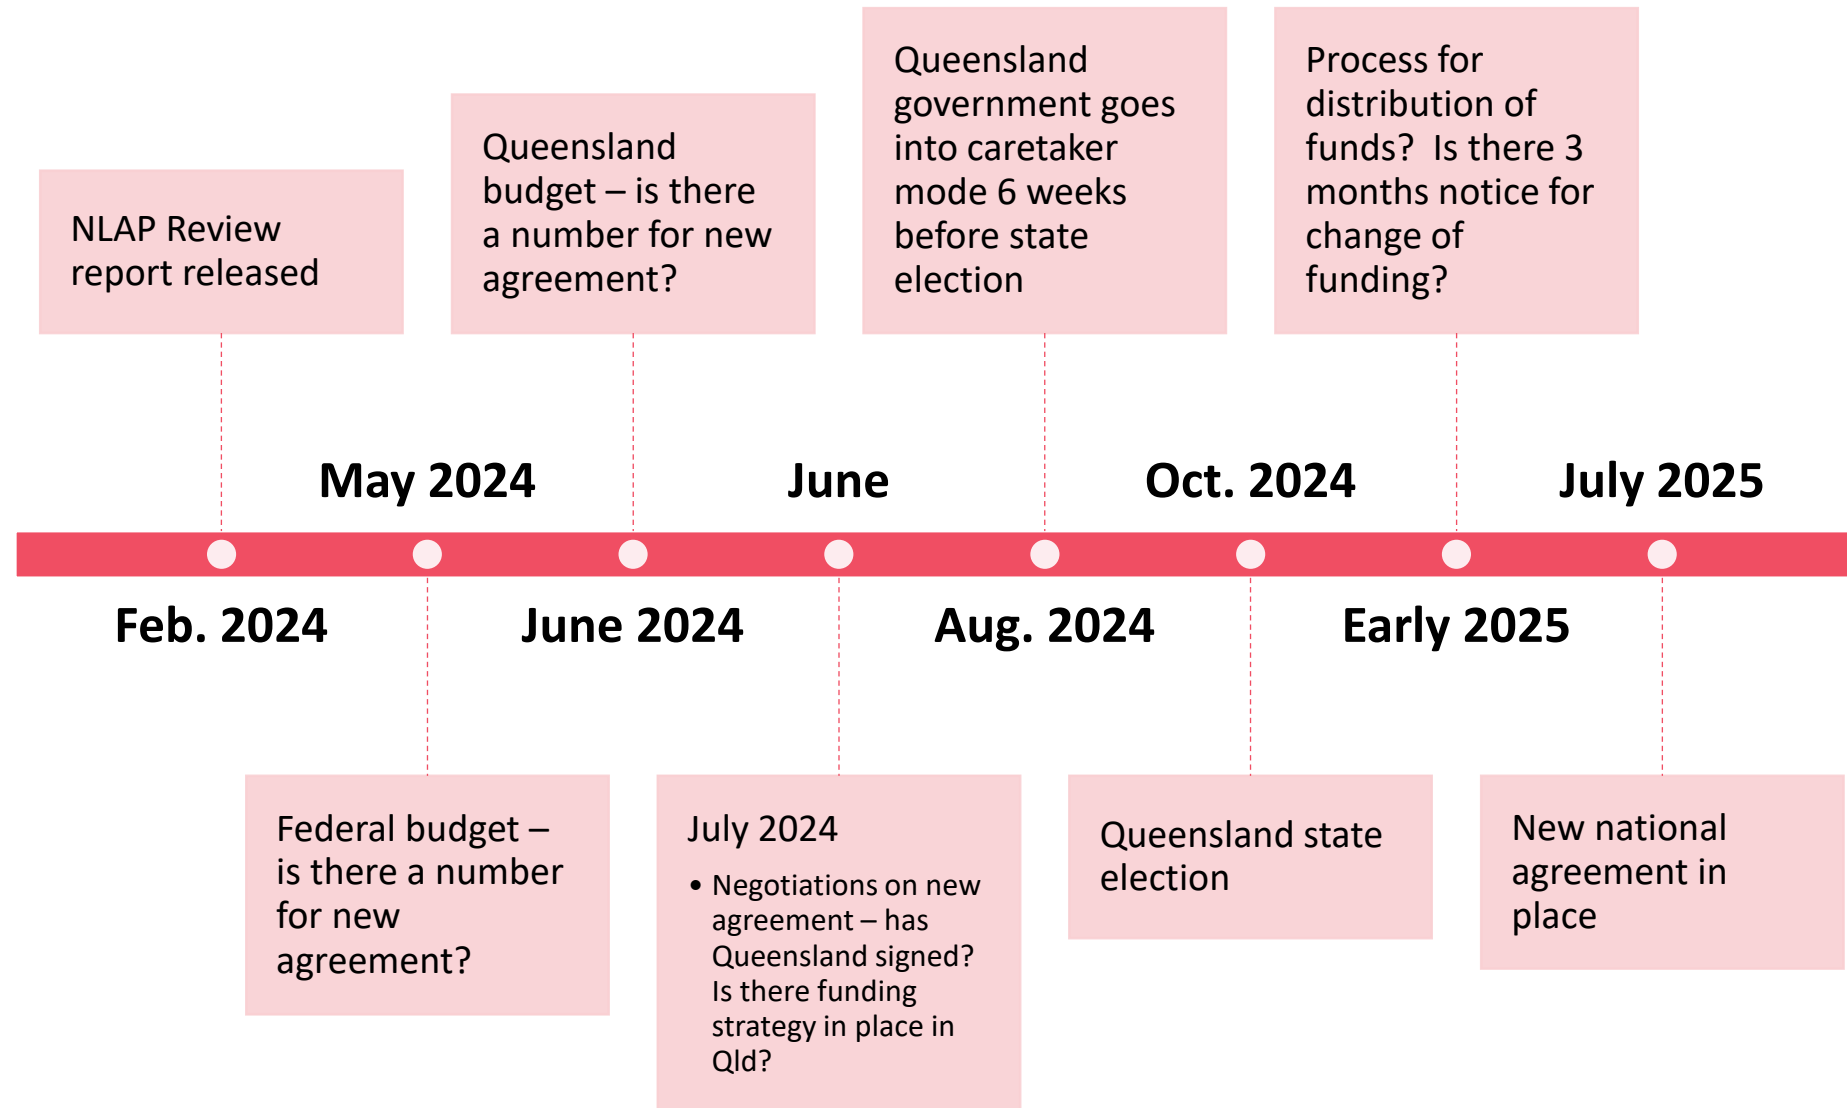 NLAP Review
report released
Queensland
budget – is there
a number for new
agreement?
Queensland
government goes
into caretaker
mode 6 weeks
before state
election
Process for
distribution of
funds?  Is there 3
months notice for
change of
funding?
May 2024
June
Oct. 2024
July 2025
Feb. 2024
June 2024
Aug. 2024
Early 2025
Federal budget –
is there a number
for new
agreement?
July 2024
• Negotiations on new
agreement – has
Queensland signed?
Is there funding
strategy in place in
Qld?
Queensland state
election
New national
agreement in
place